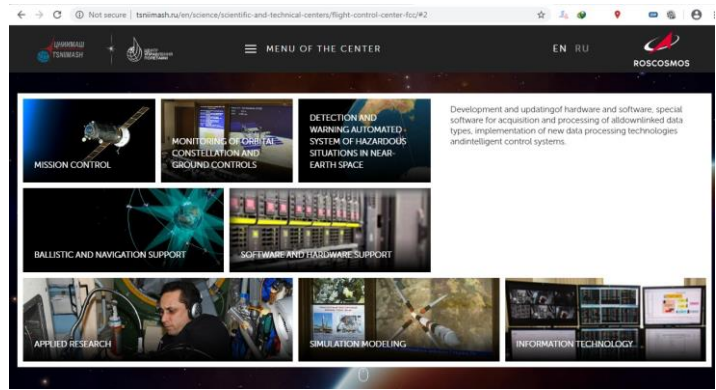 Not secure | tsniimash.ru/en/science/scientific-and-technical-centers/flight-control-center-fcc/#2
ЦНИИМАШ
TSNIIMASH
ЦЕНТР
УПРАВЛЕНИЯ
ПОЛЕТАМИ
MENU OF THE CENTER
EN RU
ROSCOSMOS
MISSION CONTROL
MONITORING OF ORBITAL
CONSTELLATION AND
GROUND CONTROLS
DETECTION AND
WARNING AUTOMATED
SYSTEM OF HAZARDOUS
SITUATIONS IN NEAR-
EARTH SPACE
Development and updatingof hardware and software, special
software for acquisition and processing of alldownlinked data
types, implementation of new data processing technologies
andintelligent control systems.
BALLISTIC AND NAVIGATION SUPPORT
SOFTWARE AND HARDWARE SUPPORT
APPLIED RESEARCH
SIMULATION MODELING
INFORMATION TECHNOLOGY